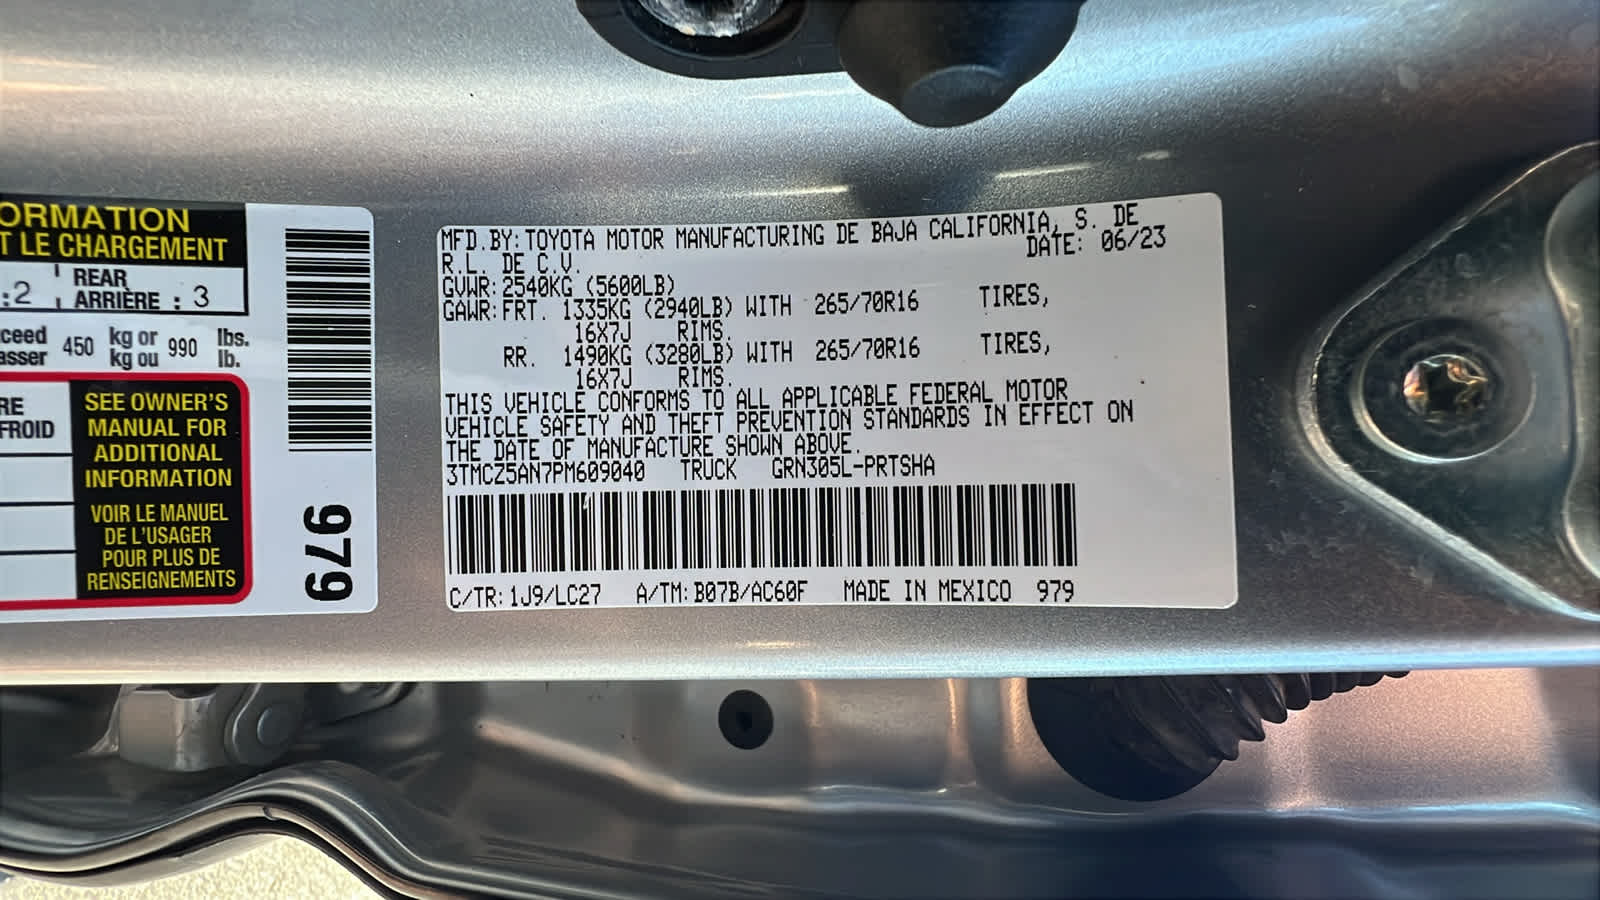 ORMATION
T LE CHARGEMENT
:2 REAR
ARRIÈRE : 3
450 kg or 990 lbs.
kg ou lb.
FROID
SEE OWNER'S
MANUAL FOR
ADDITIONAL
INFORMATION
VOIR LE MANUEL
DE L'USAGER
POUR PLUS DE
RENSEIGNEMENTS
979
MFD.BY:TOYOTA MOTOR MANUFACTURING DE BAJA CALIFORNIA, S. DE
R.L. DE C.V. DATE: 06/23
GVWR:2540KG (5600LB)
GAWR:FRT. 1335KG (2940LB) WITH 265/70R16 TIRES,
16X7J RIMS.
RR. 1490KG (3280LB) WITH 265/70R16 TIRES,
16X7J RIMS.
THIS VEHICLE CONFORMS TO ALL APPLICABLE FEDERAL MOTOR
VEHICLE SAFETY AND THEFT PREVENTION STANDARDS IN EFFECT ON
THE DATE OF MANUFACTURE SHOWN ABOVE.
3TMCZ5AN7PM609040 TRUCK GRN305L-PRTSHA
C/TR:1J9/LC27 A/TM:B07B/AC60F MADE IN MEXICO 979